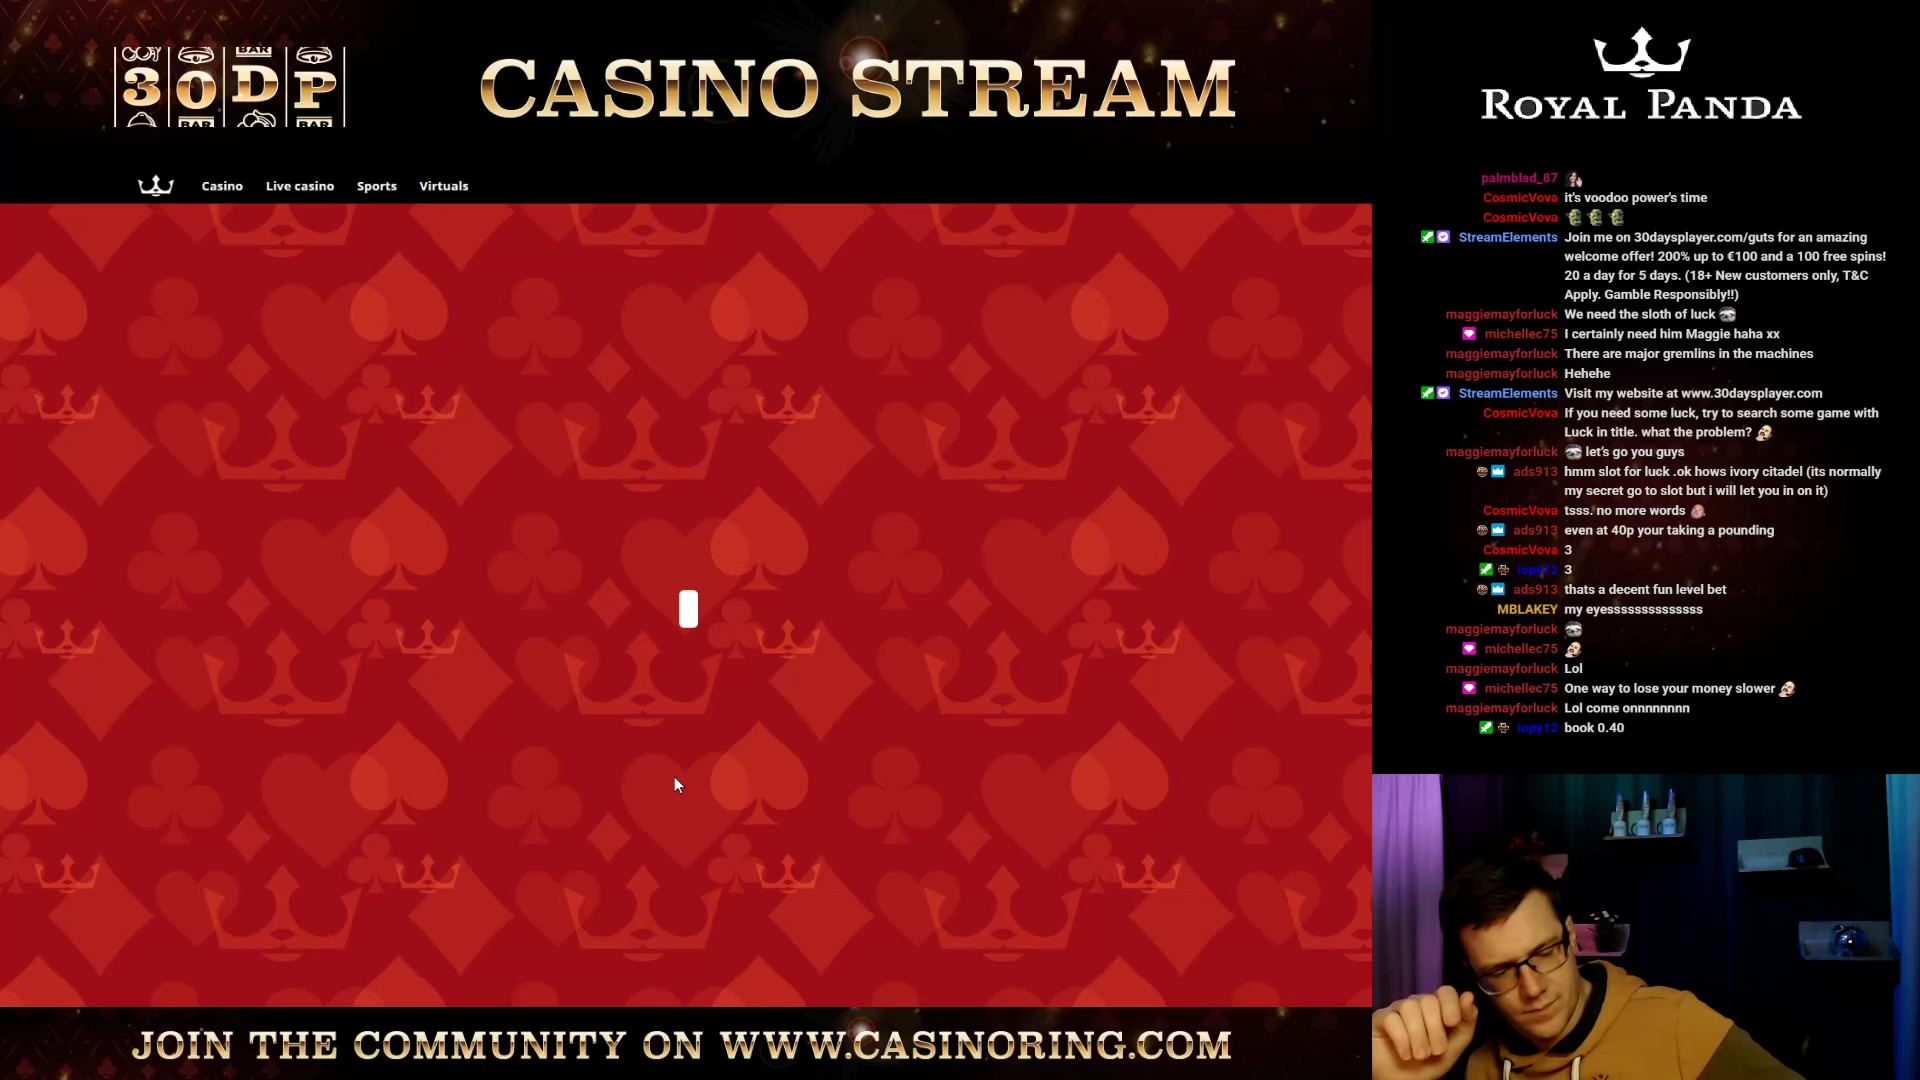 30DP
CASINO STREAM
ROYAL PANDA
Casino Live casino Sports Virtuals
palmblad_87
CosmicVova it's voodoo power's time
CosmicVova
StreamElements Join me on 30daysplayer.com/guts for an amazing
welcome offer! 200% up to €100 and a 100 free spins!
20 a day for 5 days. (18+ New customers only, T&C
Apply. Gamble Responsibly!!)
maggiemayforluck We need the sloth of luck
michellec75 I certainly need him Maggie haha xx
maggiemayforluck There are major gremlins in the machines
maggiemayforluck Hehehe
StreamElements Visit my website at www.30daysplayer.com
CosmicVova If you need some luck, try to search some game with
Luck in title. what the problem?
maggiemayforluck let's go you guys
ads913 hmm slot for luck .ok hows ivory citadel (its normally
my secret go to slot but i will let you in on it)
CosmicVova tsss. no more words
ads913 even at 40p your taking a pounding
CosmicVova 3
iopy12 3
ads913 thats a decent fun level bet
MBLAKEY my eyesssssssssssss
maggiemayforluck
michellec75
maggiemayforluck Lol
michellec75 One way to lose your money slower
maggiemayforluck Lol come onnnnnnnn
iopy12 book 0.40
JOIN THE COMMUNITY ON WWW.CASINORING.COM